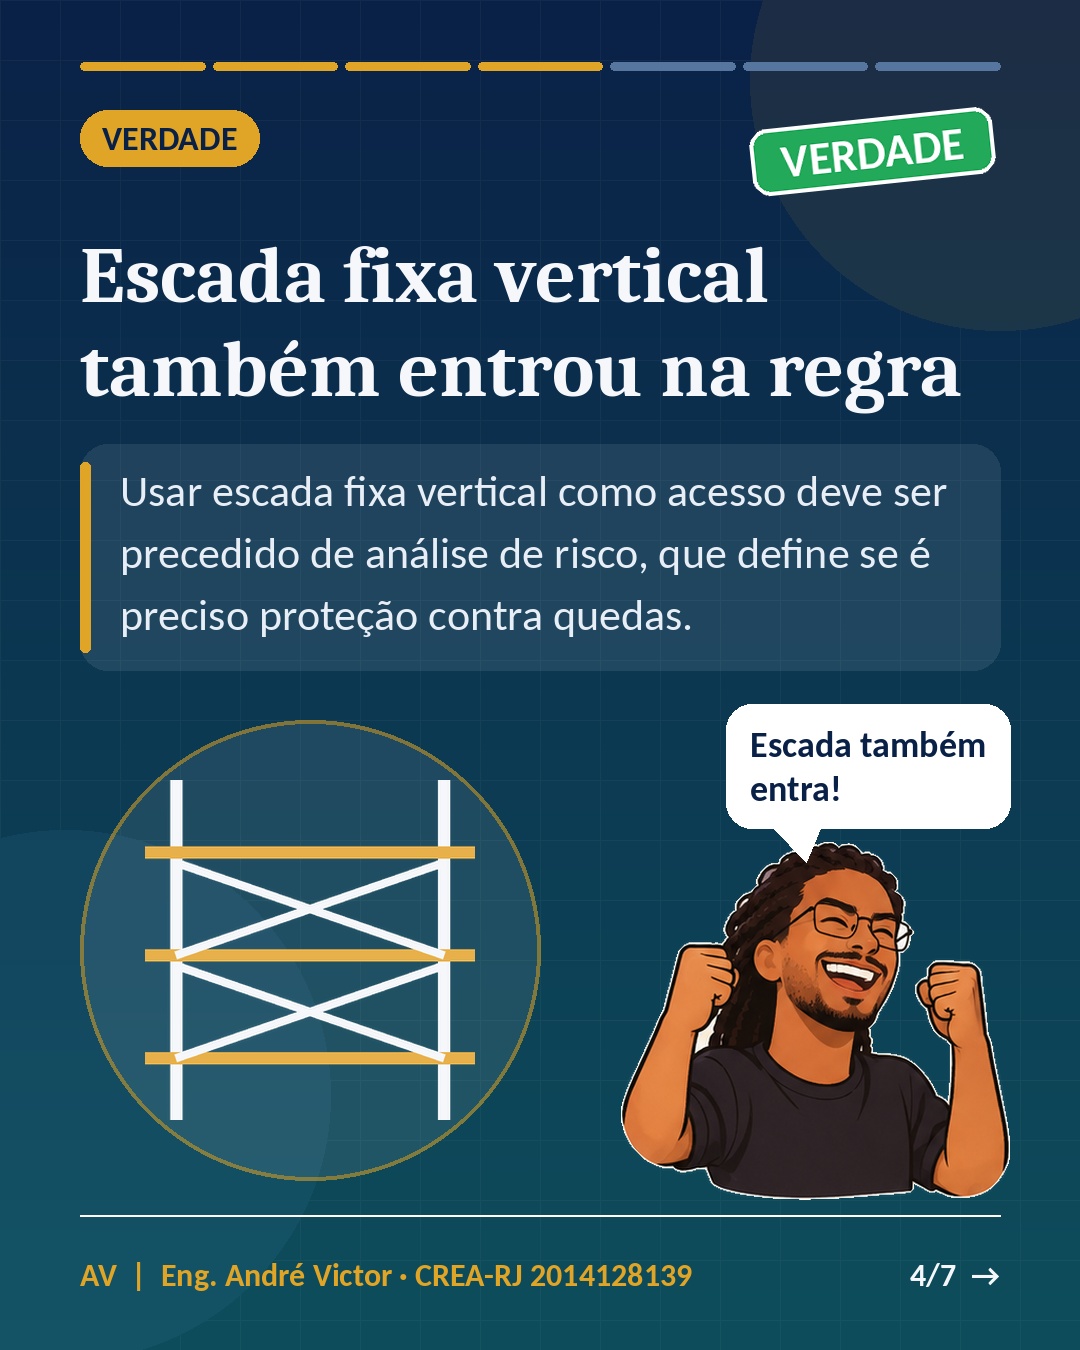 VERDADE
VERDADE
Escada fixa vertical
também entrou na regra
Usar escada fixa vertical como acesso deve ser
precedido de análise de risco, que define se é
preciso proteção contra quedas.
Escada também
entra!
AV | Eng. André Victor · CREA-RJ 2014128139
4/7 →